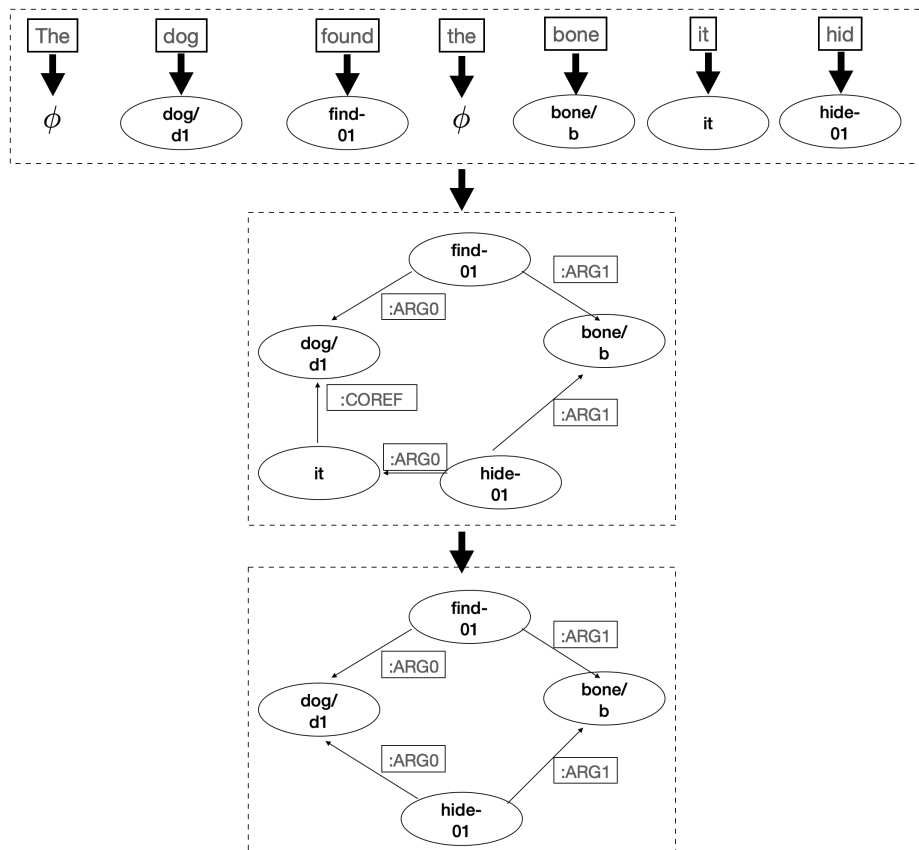 The dog found the bone it hid
ϕ dog/ find- ϕ bone/ it hide-
d1 01 b 01
find-
01
:ARG1
:ARG0
dog/
d1
bone/
b
:COREF
:ARG1
it
:ARG0
hide-
01
find-
01
:ARG1
:ARG0
dog/
d1
bone/
b
:ARG0
:ARG1
hide-
01